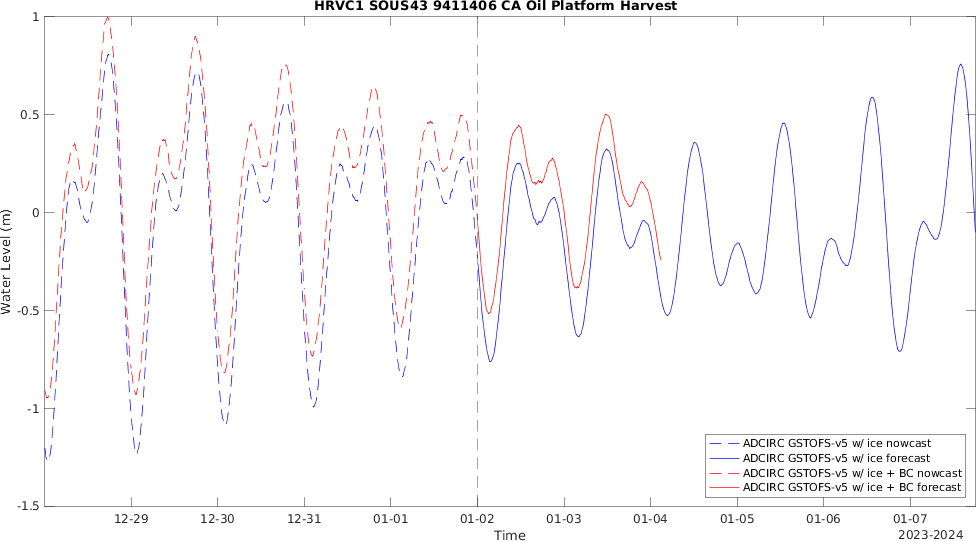 HRVC1 SOUS43 9411406 CA Oil Platform Harvest
1
0.5
0
-0.5
-1
-1.5
Water Level (m)
12-29
12-30
12-31
01-01
01-02
01-03
01-04
01-05
01-06
01-07
Time
2023-2024
ADCIRC GSTOFS-v5 w/ ice nowcast
ADCIRC GSTOFS-v5 w/ ice forecast
ADCIRC GSTOFS-v5 w/ ice + BC nowcast
ADCIRC GSTOFS-v5 w/ ice + BC forecast